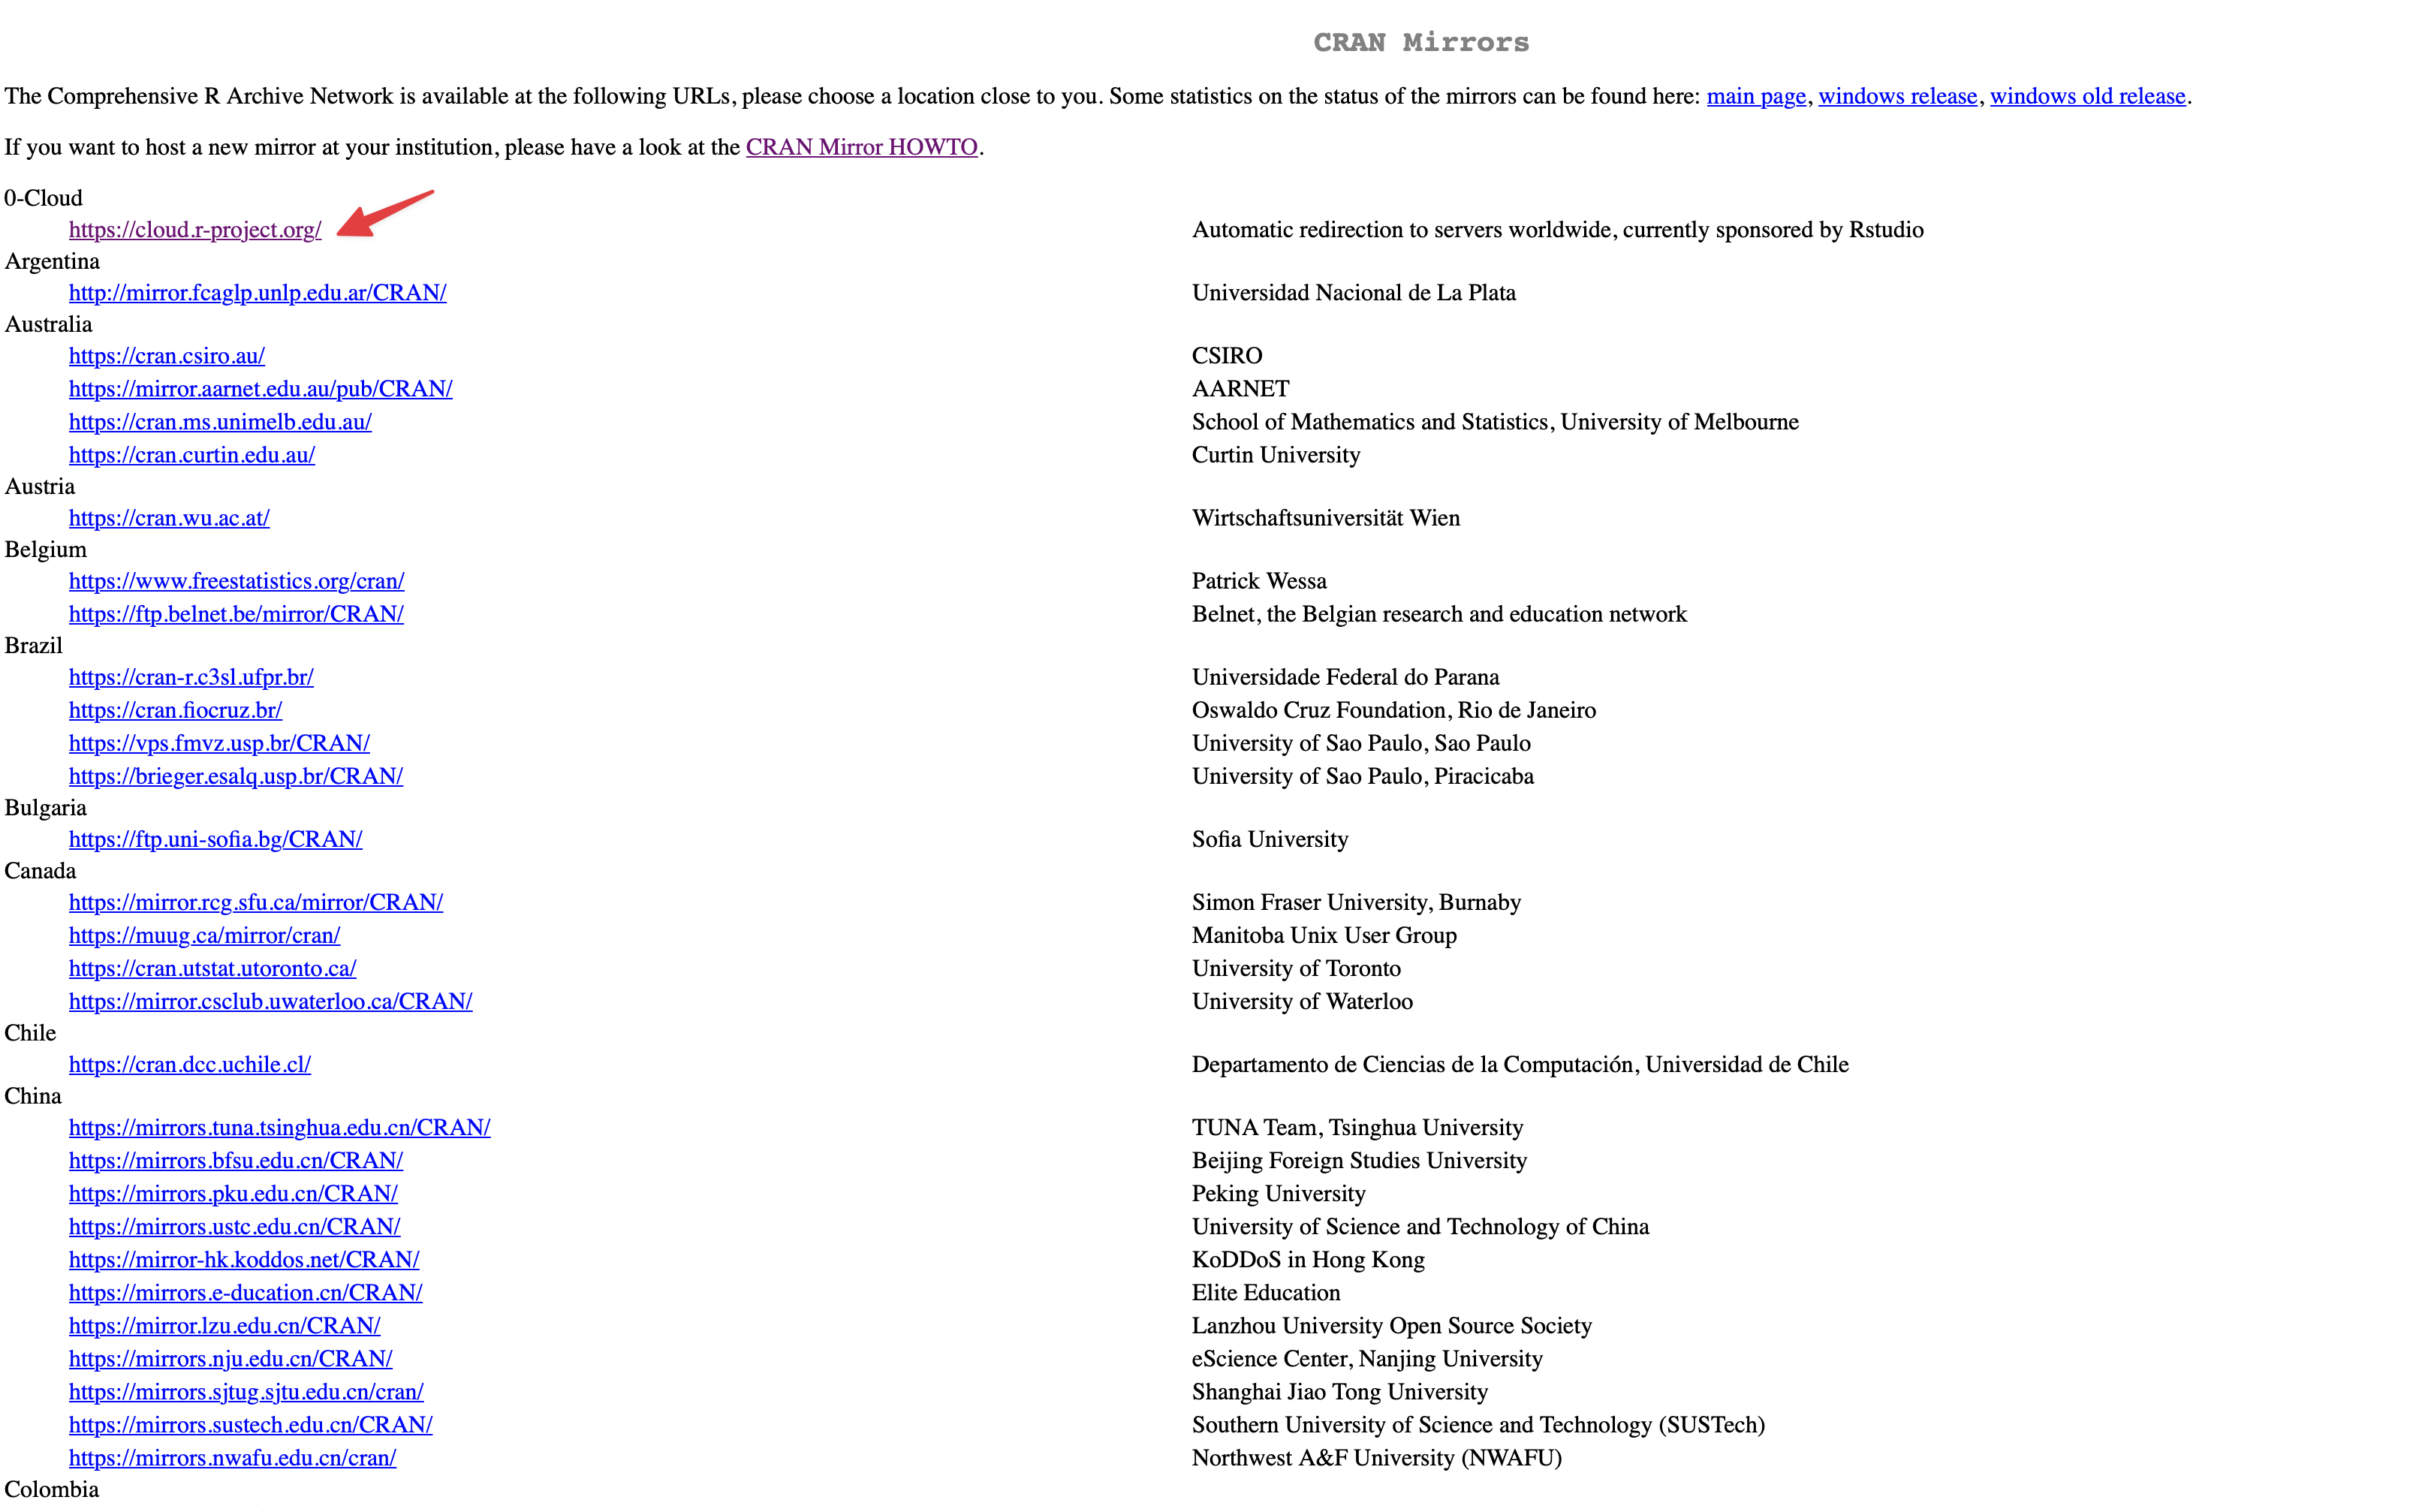 CRAN Mirrors
The Comprehensive R Archive Network is available at the following URLs, please choose a location close to you. Some statistics on the status of the mirrors can be found here: main page, windows release, windows old release.
If you want to host a new mirror at your institution, please have a look at the CRAN Mirror HOWTO.
0-Cloud
https://cloud.r-project.org/ Automatic redirection to servers worldwide, currently sponsored by Rstudio
Argentina
http://mirror.fcaglp.unlp.edu.ar/CRAN/ Universidad Nacional de La Plata
Australia
https://cran.csiro.au/ CSIRO
https://mirror.aarnet.edu.au/pub/CRAN/ AARNET
https://cran.ms.unimelb.edu.au/ School of Mathematics and Statistics, University of Melbourne
https://cran.curtin.edu.au/ Curtin University
Austria
https://cran.wu.ac.at/ Wirtschaftsuniversität Wien
Belgium
https://www.freestatistics.org/cran/ Patrick Wessa
https://ftp.belnet.be/mirror/CRAN/ Belnet, the Belgian research and education network
Brazil
https://cran-r.c3sl.ufpr.br/ Universidade Federal do Parana
https://cran.fiocruz.br/ Oswaldo Cruz Foundation, Rio de Janeiro
https://vps.fmvz.usp.br/CRAN/ University of Sao Paulo, Sao Paulo
https://brieger.esalq.usp.br/CRAN/ University of Sao Paulo, Piracicaba
Bulgaria
https://ftp.uni-sofia.bg/CRAN/ Sofia University
Canada
https://mirror.rcg.sfu.ca/mirror/CRAN/ Simon Fraser University, Burnaby
https://muug.ca/mirror/cran/ Manitoba Unix User Group
https://cran.utstat.utoronto.ca/ University of Toronto
https://mirror.csclub.uwaterloo.ca/CRAN/ University of Waterloo
Chile
https://cran.dcc.uchile.cl/ Departamento de Ciencias de la Computación, Universidad de Chile
China
https://mirrors.tuna.tsinghua.edu.cn/CRAN/ TUNA Team, Tsinghua University
https://mirrors.bfsu.edu.cn/CRAN/ Beijing Foreign Studies University
https://mirrors.pku.edu.cn/CRAN/ Peking University
https://mirrors.ustc.edu.cn/CRAN/ University of Science and Technology of China
https://mirror-hk.koddos.net/CRAN/ KoDDoS in Hong Kong
https://mirrors.e-ducation.cn/CRAN/ Elite Education
https://mirror.lzu.edu.cn/CRAN/ Lanzhou University Open Source Society
https://mirrors.nju.edu.cn/CRAN/ eScience Center, Nanjing University
https://mirrors.sjtug.sjtu.edu.cn/cran/ Shanghai Jiao Tong University
https://mirrors.sustech.edu.cn/CRAN/ Southern University of Science and Technology (SUSTech)
https://mirrors.nwafu.edu.cn/cran/ Northwest A&F University (NWAFU)
Colombia